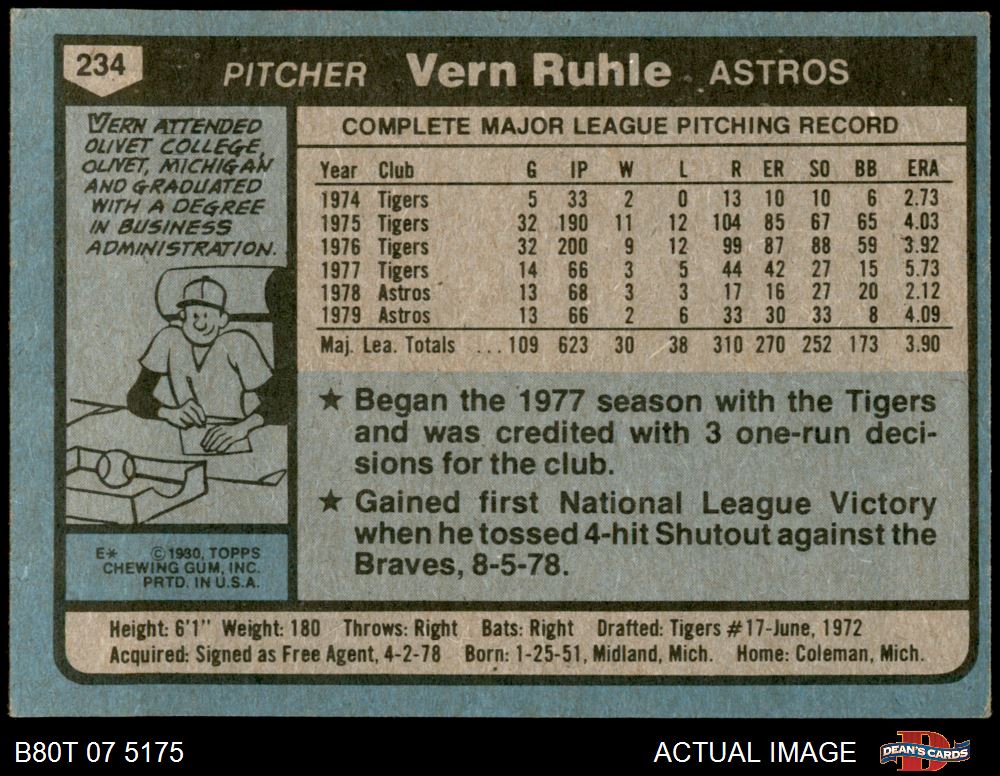 234
PITCHER Vern Ruhle ASTROS
VERN ATTENDED
OLIVET COLLEGE,
OLIVET, MICHIGAN
AND GRADUATED
WITH A DEGREE
IN BUSINESS
ADMINISTRATION.
COMPLETE MAJOR LEAGUE PITCHING RECORD
Year Club G IP W L R ER SO BB ERA
1974 Tigers 5 33 2 0 13 10 10 6 2.73
1975 Tigers 32 190 11 12 104 85 67 65 4.03
1976 Tigers 32 200 9 12 99 87 88 59 3.92
1977 Tigers 14 66 3 5 44 42 27 15 5.73
1978 Astros 13 68 3 3 17 16 27 20 2.12
1979 Astros 13 66 2 6 33 30 33 8 4.09
Maj. Lea. Totals ...109 623 30 38 310 270 252 173 3.90
★ Began the 1977 season with the Tigers
and was credited with 3 one-run deci-
sions for the club.
★ Gained first National League Victory
when he tossed 4-hit Shutout against the
Braves, 8-5-78.
E* © 1980, TOPPS
CHEWING GUM, INC.
PRTD. IN U.S.A.
Height: 6'1" Weight: 180 Throws: Right Bats: Right Drafted: Tigers #17-June, 1972
Acquired: Signed as Free Agent, 4-2-78 Born: 1-25-51, Midland, Mich. Home: Coleman, Mich.
B80T 07 5175
ACTUAL IMAGE
DEAN'S CARDS